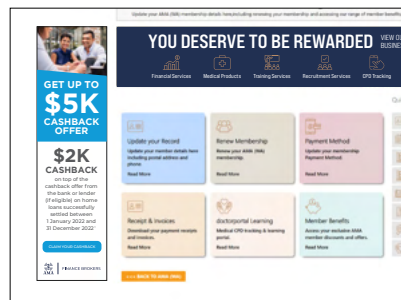 Update your AMA (WA) membership details here,including renewing your membership and accessing our range of member benefits
YOU DESERVE TO BE REWARDED
VIEW OU
BUSINE
Financial Services
Medical Products
Training Services
Recruitment Services
CPD Tracking
GET UP TO
$5K
CASHBACK
OFFER
$2K
CASHBACK
on top of the
cashback offer from
the bank or lender
(if eligible) on home
loans successfully
settled between
1 January 2022 and
31 December 2022
CLAIM YOUR CASHBACK
AMA
FINANCE BROKERS
Qui
Update your Record
Update your member details here
including postal address and
phone
Read More
Renew Membership
Renew your AMA (WA)
membership.
Read More
Payment Method
Update your membership
Payment Method.
Read More
Receipt & Invoices
Download your payment receipts
and invoices.
Read More
doctorportal Learning
Medical CPD tracking & learning
portal.
Read More
Member Benefits
Access your exclusive AMA
member discounts and offers.
Read More
BACK TO AMA (WA)